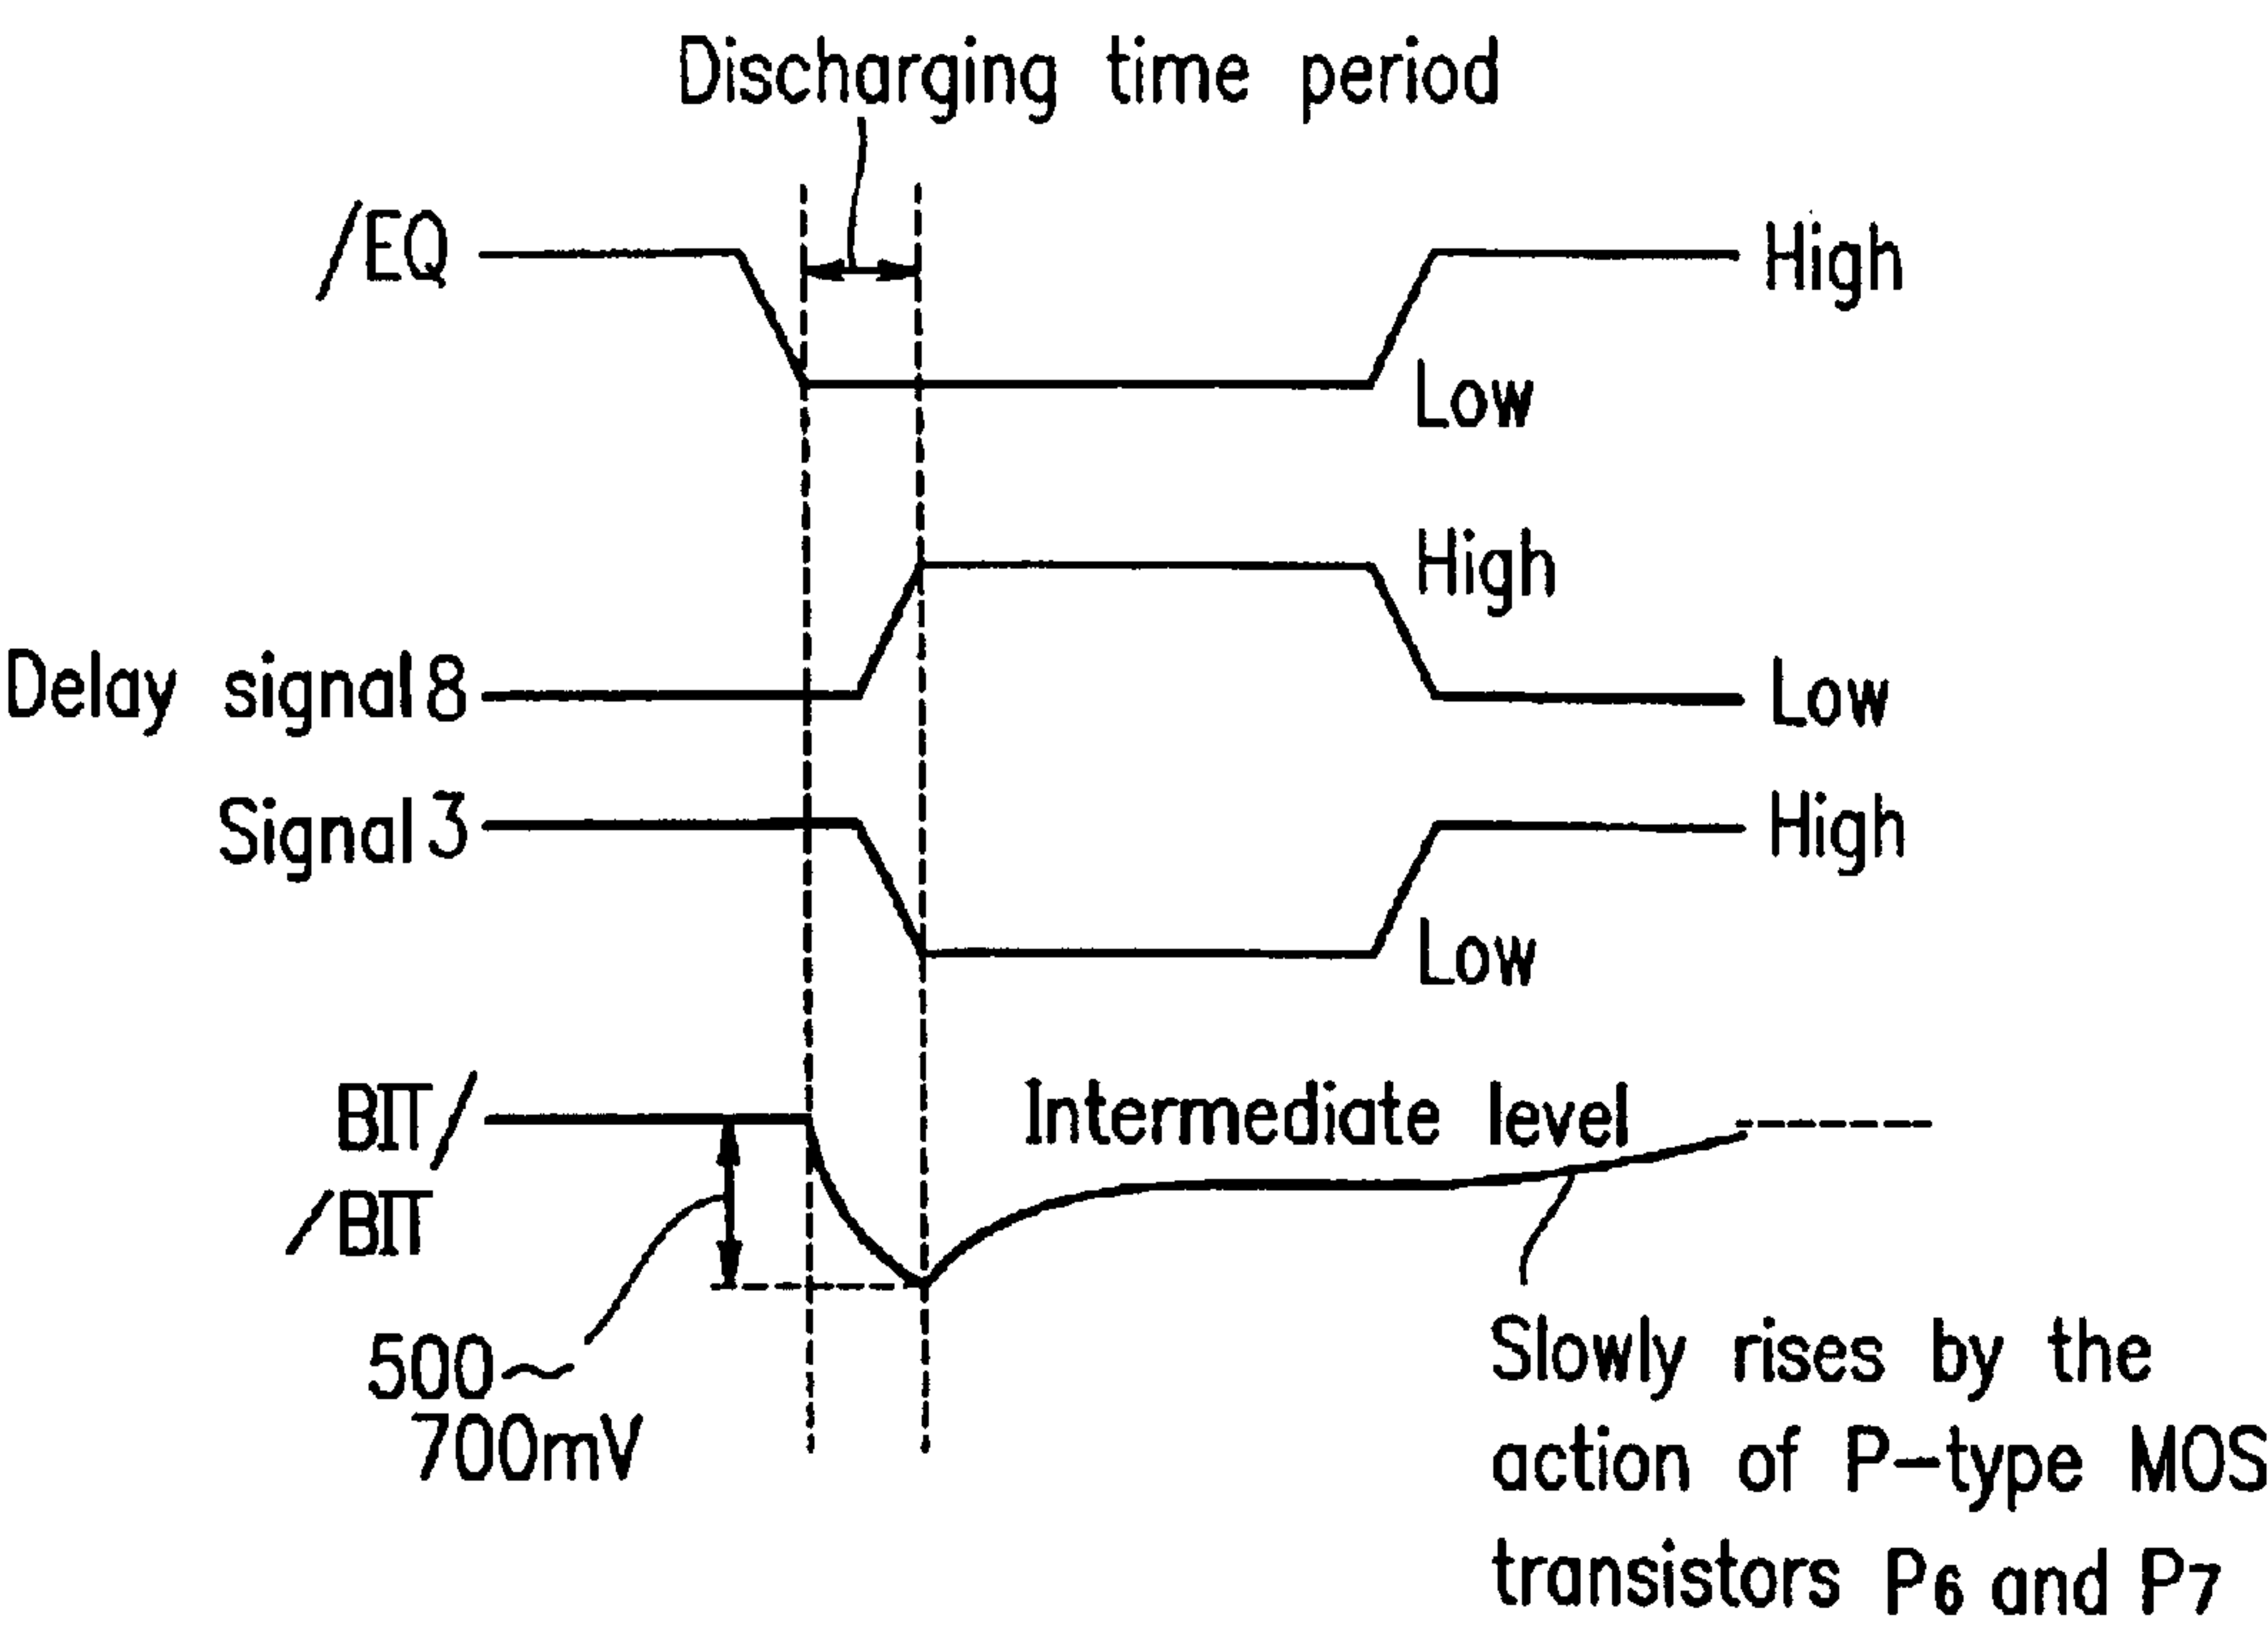 Discharging time period
/EQ
High
Low
High
Delay signal 8
Low
Signal 3
High
Low
BIT/
/BIT
Intermediate level
500~
700mV
Slowly rises by the
action of P-type MOS
transistors P6 and P7